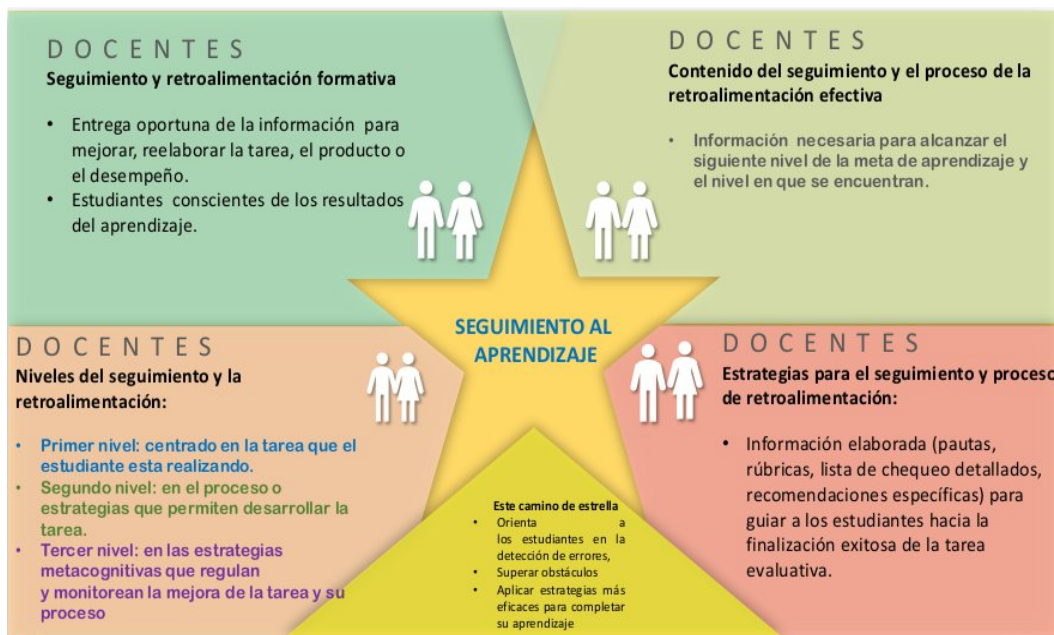 DOCENTES
Seguimiento y retroalimentación formativa
• Entrega oportuna de la información para
mejorar, reelaborar la tarea, el producto o
el desempeño.
• Estudiantes conscientes de los resultados
del aprendizaje.
DOCENTES
Contenido del seguimiento y el proceso de la
retroalimentación efectiva
• Información necesaria para alcanzar el
siguiente nivel de la meta de aprendizaje y
el nivel en que se encuentran.
SEGUIMIENTO AL
APRENDIZAJE
DOCENTES
Niveles del seguimiento y la
retroalimentación:
• Primer nivel: centrado en la tarea que el
estudiante esta realizando.
• Segundo nivel: en el proceso o
estrategias que permiten desarrollar la
tarea.
• Tercer nivel: en las estrategias
metacognitivas que regulan
y monitorean la mejora de la tarea y su
proceso
Este camino de estrella
• Orienta a
los estudiantes en la
detección de errores,
• Superar obstáculos
• Aplicar estrategias más
eficaces para completar
su aprendizaje
DOCENTES
Estrategias para el seguimiento y proceso
de retroalimentación:
• Información elaborada (pautas,
rúbricas, lista de chequeo detallados,
recomendaciones específicas) para
guiar a los estudiantes hacia la
finalización exitosa de la tarea
evaluativa.